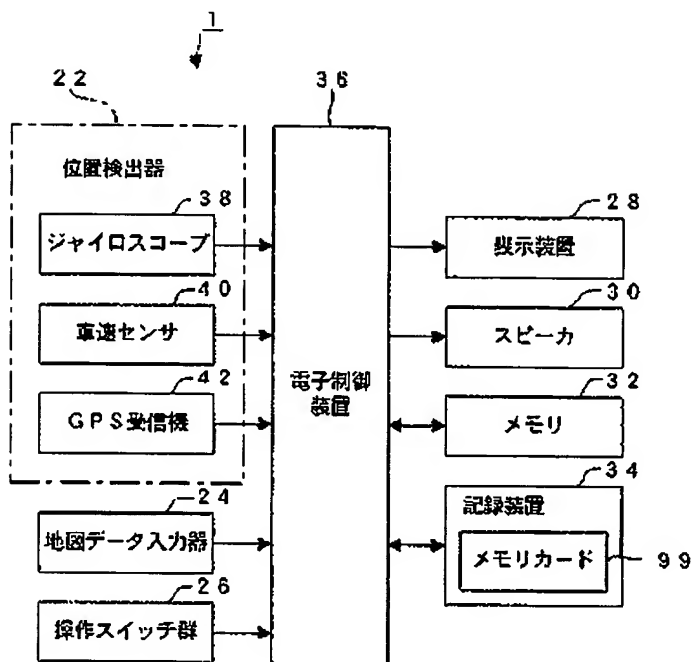 1
22
36
位置検出器
38
ジャイロスコープ
40
車速センサ
42
GPS受信機
24
地図データ入力器
26
操作スイッチ群
電子制御
装置
28
表示装置
30
スピーカ
32
メモリ
34
記録装置
メモリカード
99